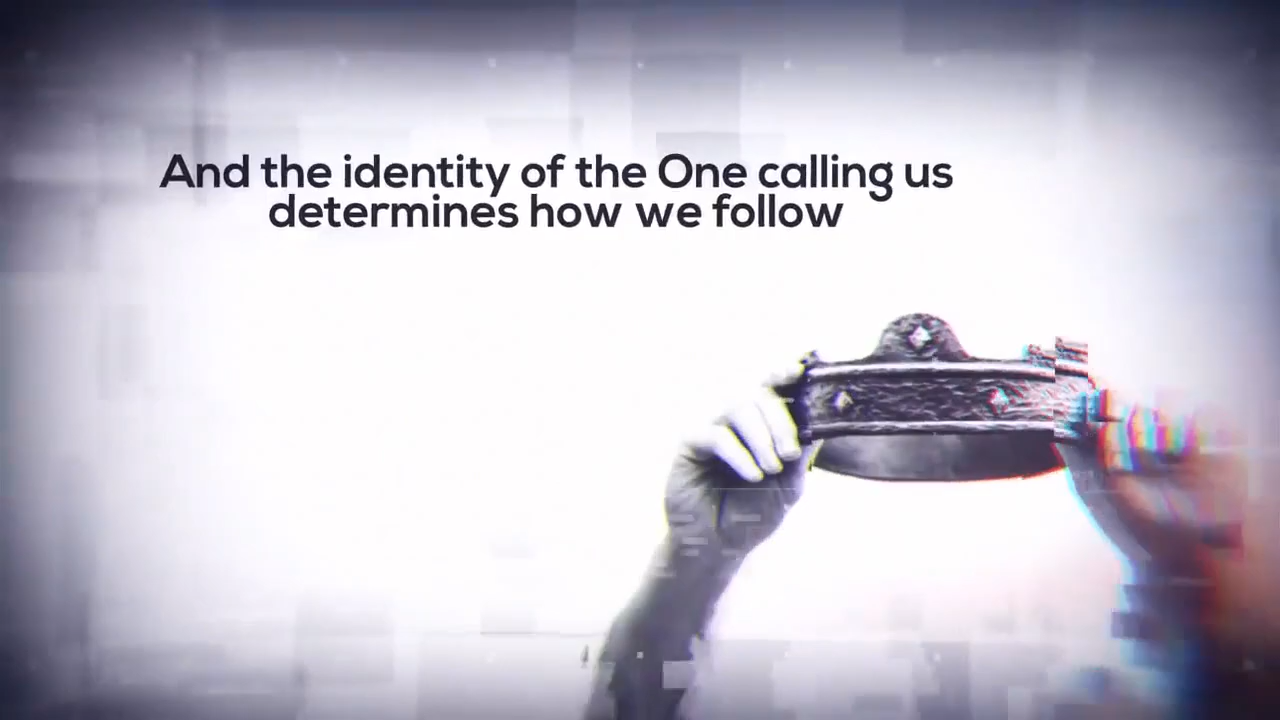 And the identity of the One calling us
determines how we follow